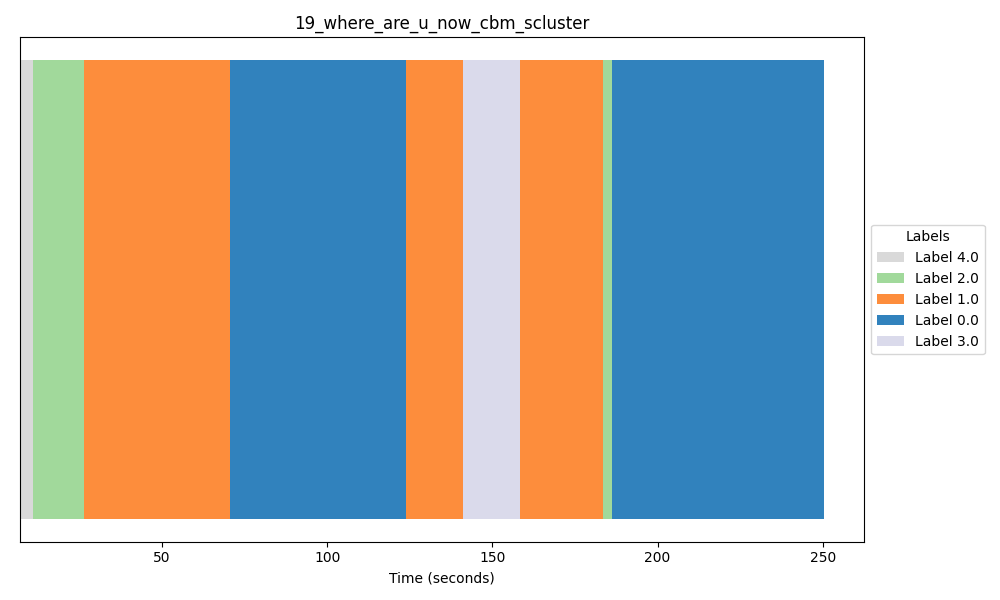 19_where_are_u_now_cbm_scluster
Labels
Label 4.0
Label 2.0
Label 1.0
Label 0.0
Label 3.0
50 100 150 200 250
Time (seconds)